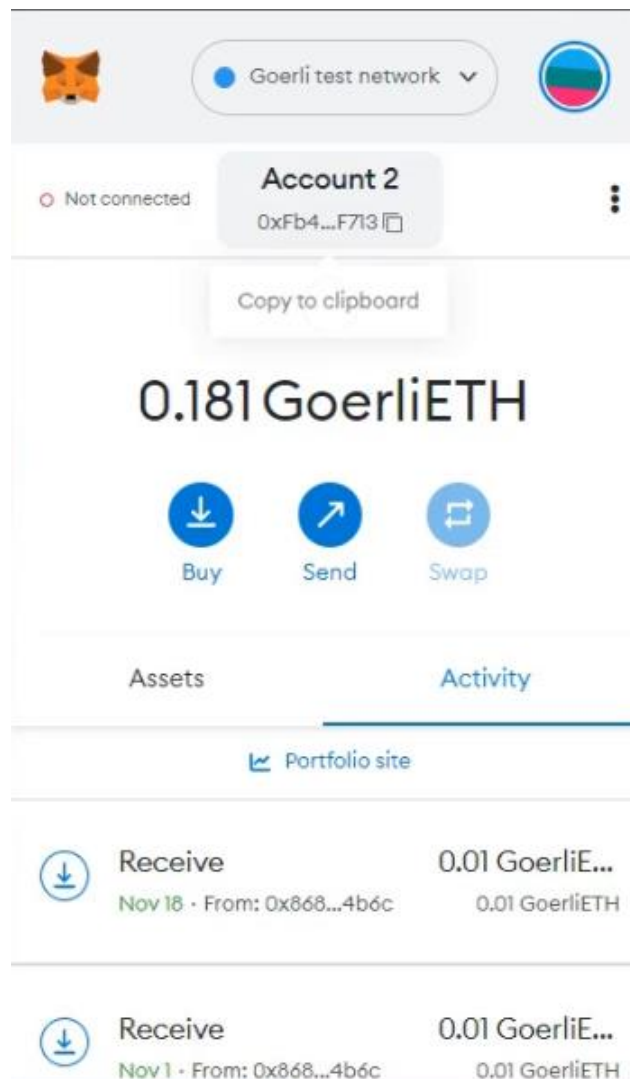 Goerli test network
Not connected
Account 2
0xFb4...F713
Copy to clipboard
0.181 GoerliETH
Buy Send Swap
Assets Activity
Portfolio site
Receive 0.01 GoerliE...
Nov 18 · From: 0x868...4b6c 0.01 GoerliETH
Receive 0.01 GoerliE...
Nov 1 · From: 0x868...4b6c 0.01 GoerliETH